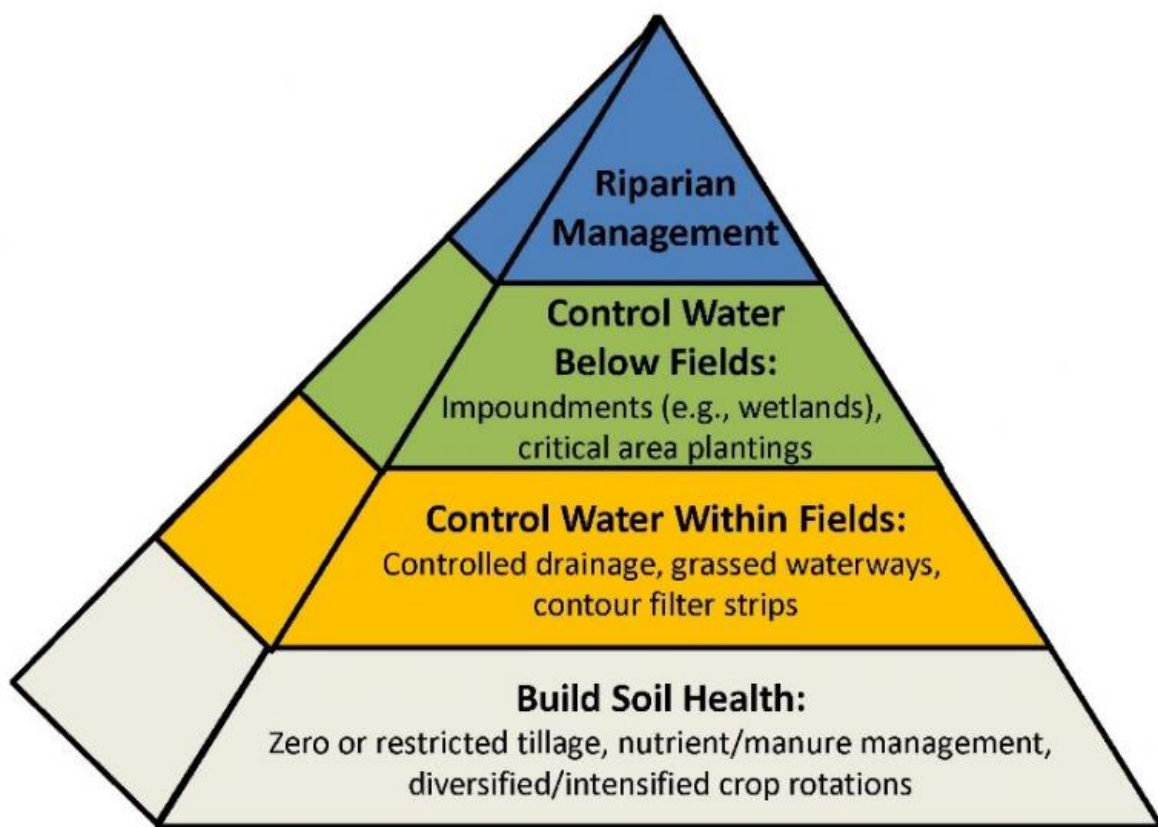 Riparian
Management
Control Water
Below Fields:
Impoundments (e.g., wetlands),
critical area plantings
Control Water Within Fields:
Controlled drainage, grassed waterways,
contour filter strips
Build Soil Health:
Zero or restricted tillage, nutrient/manure management,
diversified/intensified crop rotations